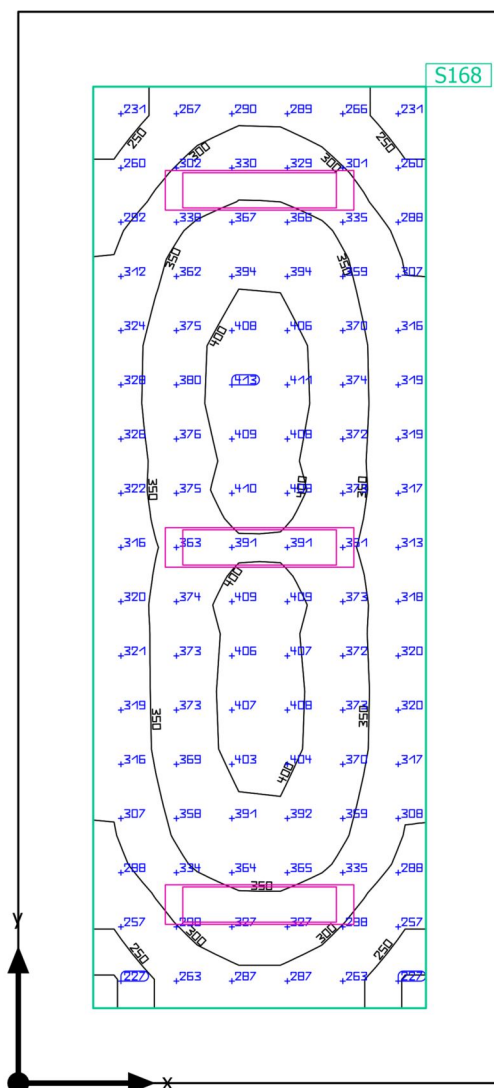 S168
+231 +267 +290 +289 +266 +231
250 250
300 300
+260 +302 +330 +329 +301 +260
+292 +338 +367 +366 +335 +288
350 350
+312 +362 +394 +394 +359 +307
400
+324 +375 +408 +406 +370 +316
+328 +380 +413 +411 +374 +319
+326 +376 +409 +408 +372 +319
350 400 350
+322 +375 +410 +317
+316 +363 +391 +391 +313
400
+320 +374 +409 +409 +373 +318
+321 +373 +406 +407 +372 +320
350 350
+319 +373 +407 +408 +373 +320
400
+316 +369 +403 +404 +370 +317
+307 +358 +391 +392 +359 +308
+288 +334 +364 +365 +335 +288
350
y
+257 +290 +327 +327 +298 +257
300 300
250 250
+227 +263 +287 +287 +263 +227
x